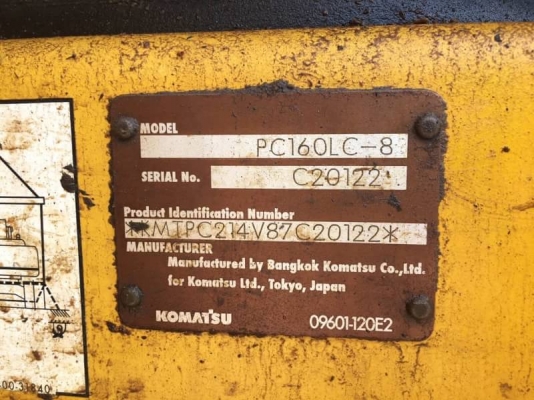 MODEL PC160LC-8
SERIAL No. C20122
Product Identification Number
*KMTPC214V87C20122*
MANUFACTURER
Manufactured by Bangkok Komatsu Co.,Ltd.
for Komatsu Ltd., Tokyo, Japan
KOMATSU 09601-120E2